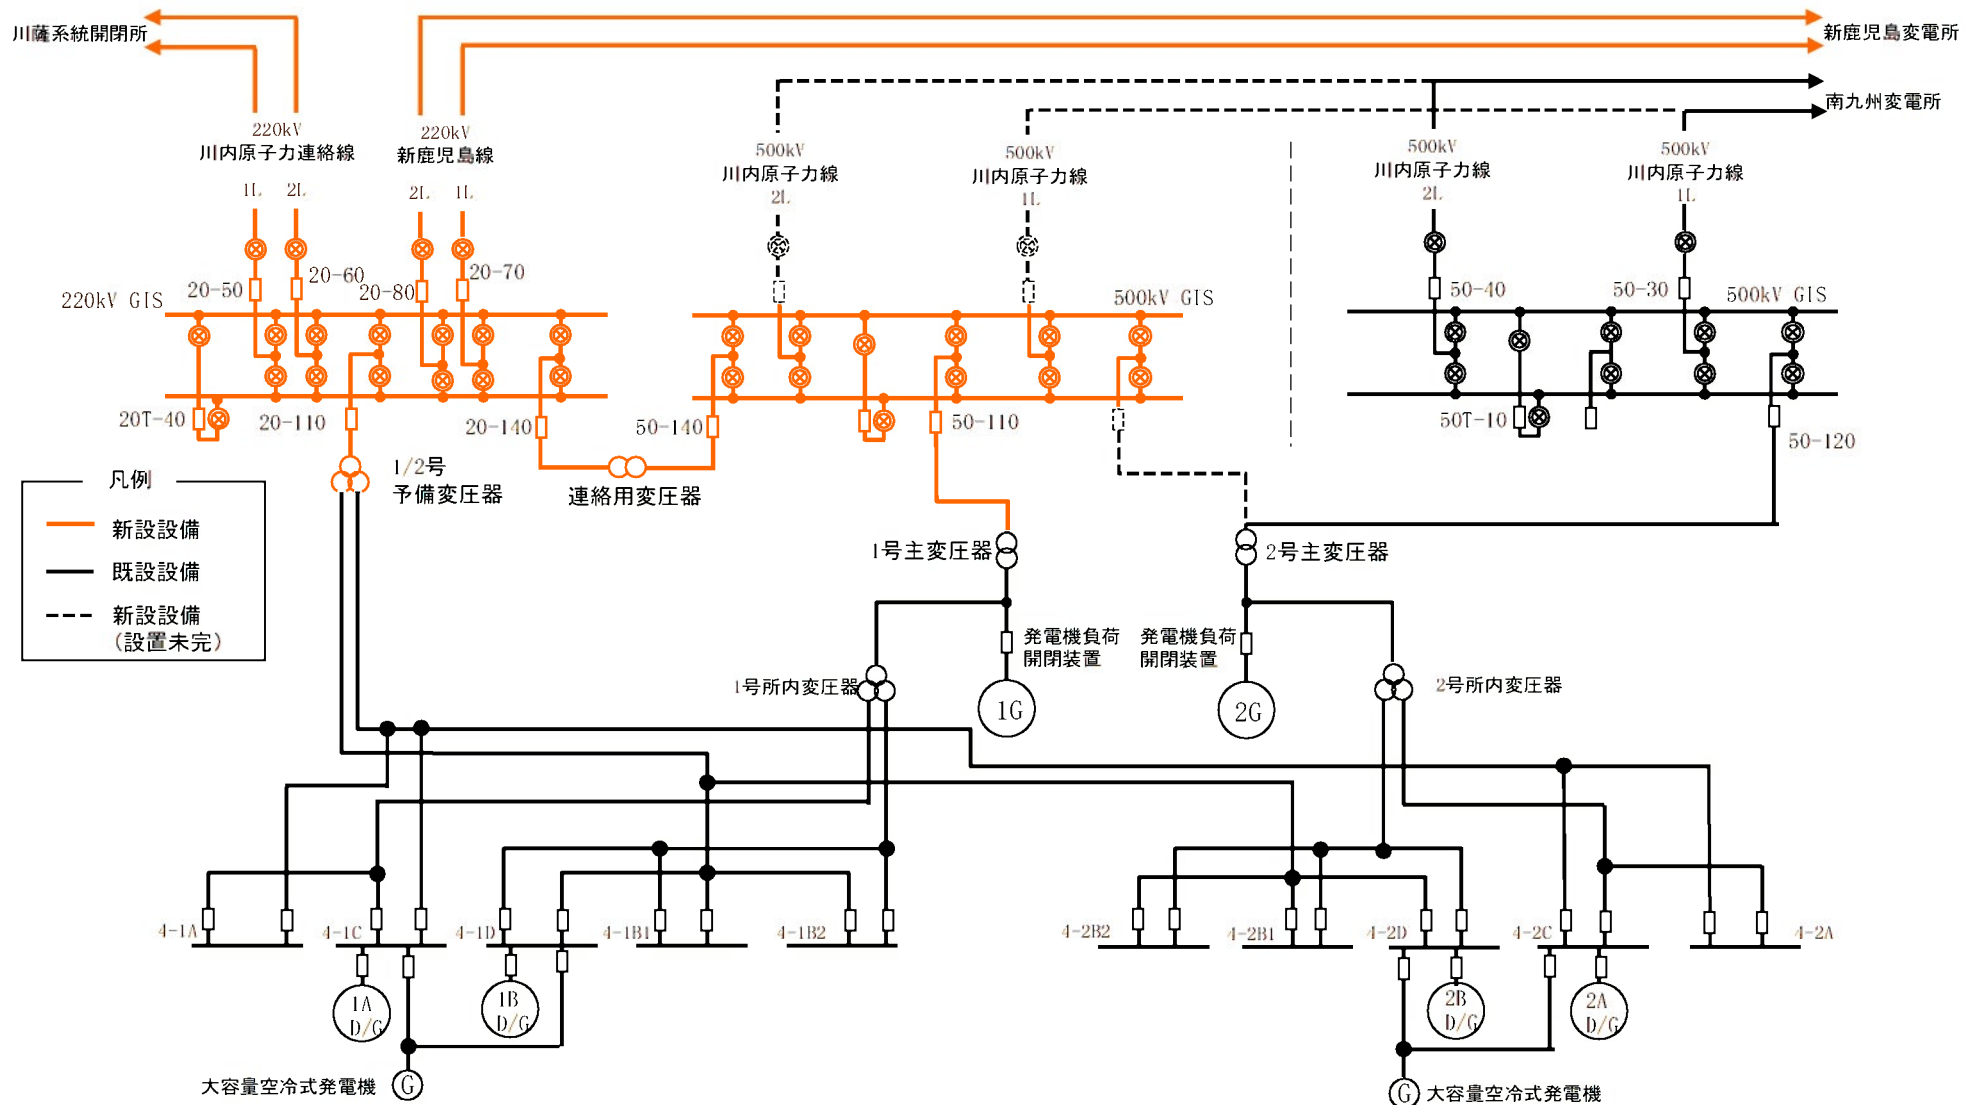 川薩系統開閉所
新鹿児島変電所
南九州変電所
220kV
川内原子力連絡線
1L 2L
220kV
新鹿児島線
2L 1L
500kV
川内原子力線
2L
500kV
川内原子力線
1L
500kV
川内原子力線
2L
500kV
川内原子力線
1L
20-50
20-60
20-80
20-70
220kV GIS
500kV GIS
50-40
50-30
500kV GIS
20T-40
20-110
20-140
50-140
50-110
50T-10
50-120
1/2号
予備変圧器
連絡用変圧器
凡例
新設設備
既設設備
新設設備
(設置未完)
1号主変圧器
2号主変圧器
発電機負荷
開閉装置
発電機負荷
開閉装置
1号所内変圧器
1G
2G
2号所内変圧器
4-1A
4-1C
4-1D
4-1B1
4-1B2
4-2B2
4-2B1
4-2D
4-2C
4-2A
1A
D/G
1B
D/G
2B
D/G
2A
D/G
大容量空冷式発電機
G
G
大容量空冷式発電機